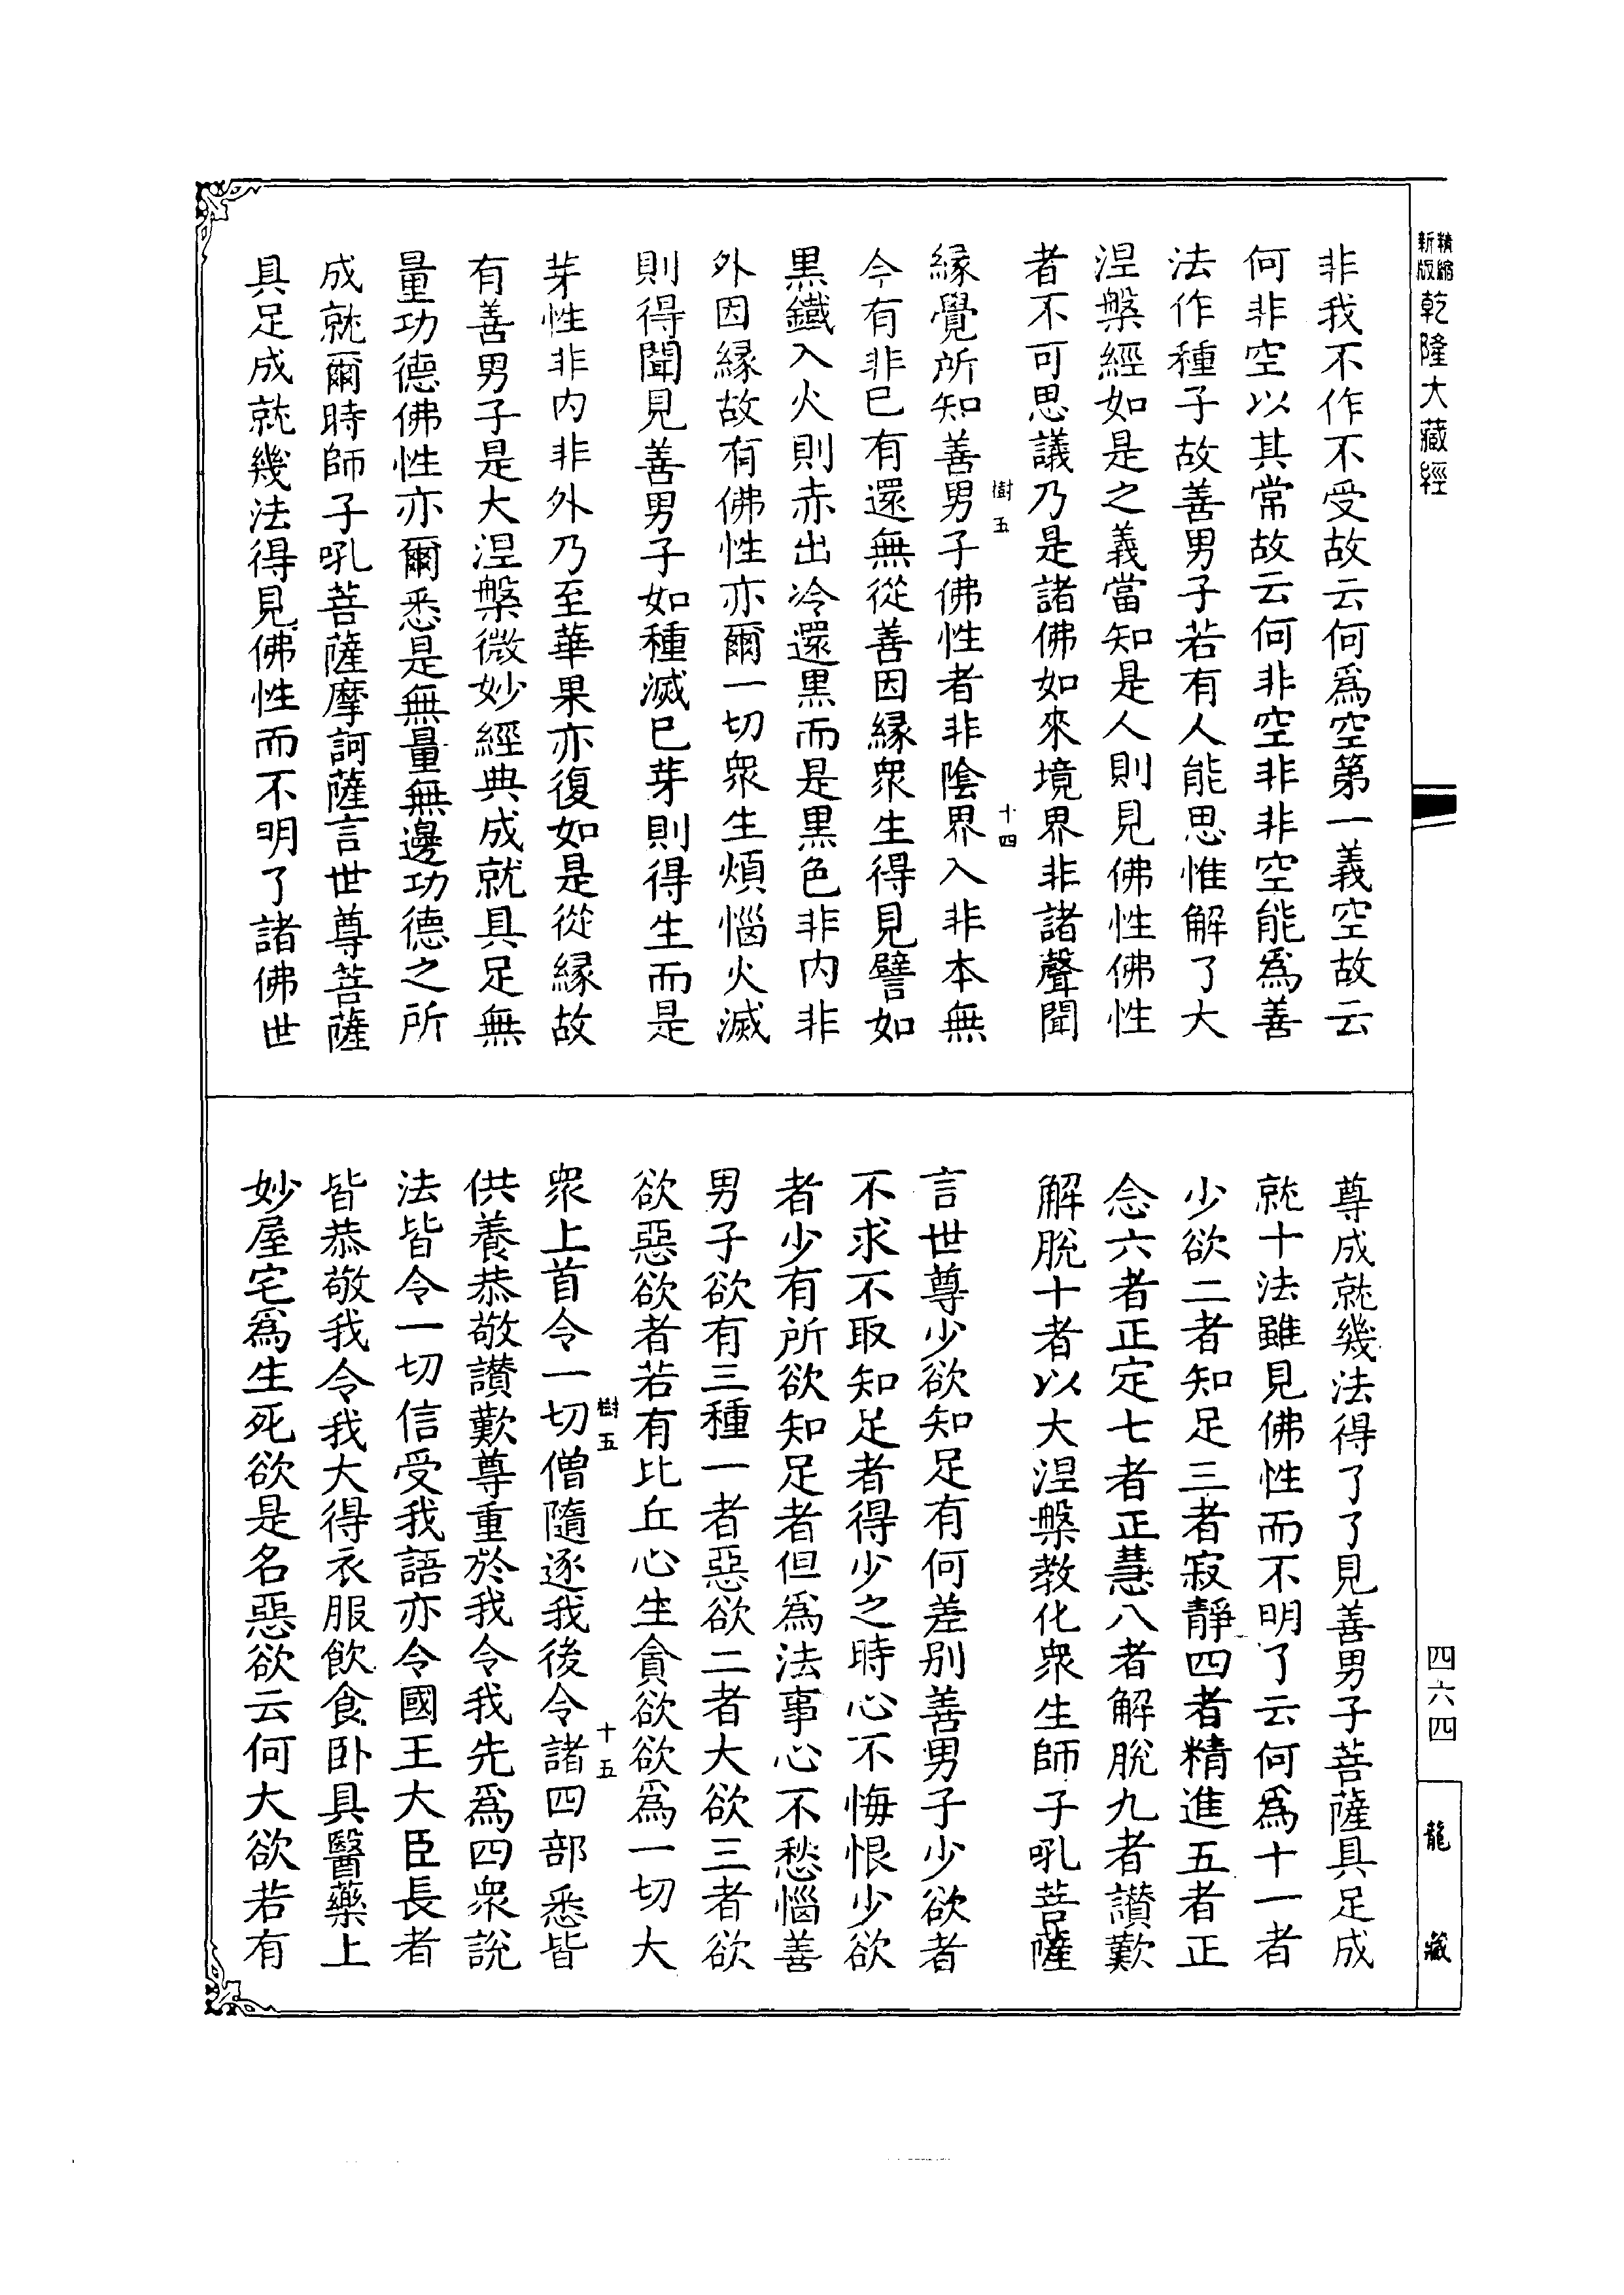 精縮
新版
乾隆大藏經
非我不作不受故云何爲空第一義空故云
何非空以其常故云何非空非非空能爲善
法作種子故善男子若有人能思惟解了大
涅槃經如是之義當知是人則見佛性佛性
者不可思議乃是諸佛如來境界非諸聲聞
樹五
十四
緣覺所知善男子佛性者非陰界入非本無
今有非已有還無從善因緣衆生得見譬如
黑鐵入火則赤出冷還黑而是黑色非內非
外因緣故有佛性亦爾一切衆生煩惱火滅
則得聞見善男子如種滅已芽則得生而是
芽性非內非外乃至華果亦復如是從緣故
有善男子是大涅槃微妙經典成就具足無
量功德佛性亦爾悉是無量無邊功德之所
成就爾時師子吼菩薩摩訶薩言世尊菩薩
具足成就幾法得見佛性而不明了諸佛世
尊成就幾法得了了見善男子菩薩具足成
就十法雖見佛性而不明了云何爲十一者
少欲二者知足三者寂靜四者精進五者正
念六者正定七者正慧八者解脫九者讚歎
解脫十者以大涅槃教化衆生師子吼菩薩
言世尊少欲知足有何差別善男子少欲者
不求不取知足者得少之時心不悔恨少欲
者少有所欲知足者但爲法事心不愁惱善
男子欲有三種一者惡欲二者大欲三者欲
欲惡欲者若有比丘心生貪欲欲爲一切大
樹五
十五
衆上首令一切僧隨逐我後令諸四部悉皆
供養恭敬讚歎尊重於我令我先爲四衆說
法皆令一切信受我語亦令國王大臣長者
皆恭敬我令我大得衣服飲食臥具醫藥上
妙屋宅爲生死欲是名惡欲云何大欲若有
四六四
龍藏